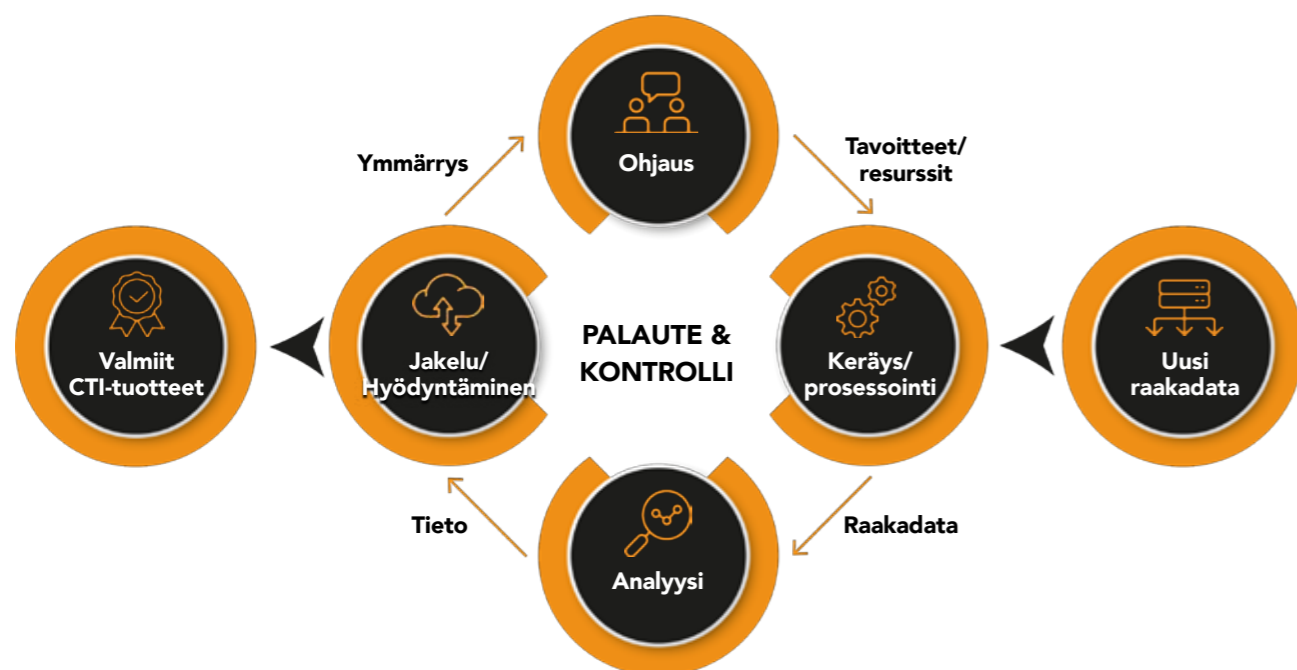 Ohjaus
Ymmärrys
Tavoitteet/
resurssit
Valmiit
CTI-tuotteet
Jakelu/
Hyödyntäminen
PALAUTE &
KONTROLLI
Keräys/
prosessointi
Uusi
raakadata
Tieto
Analyysi
Raakadata